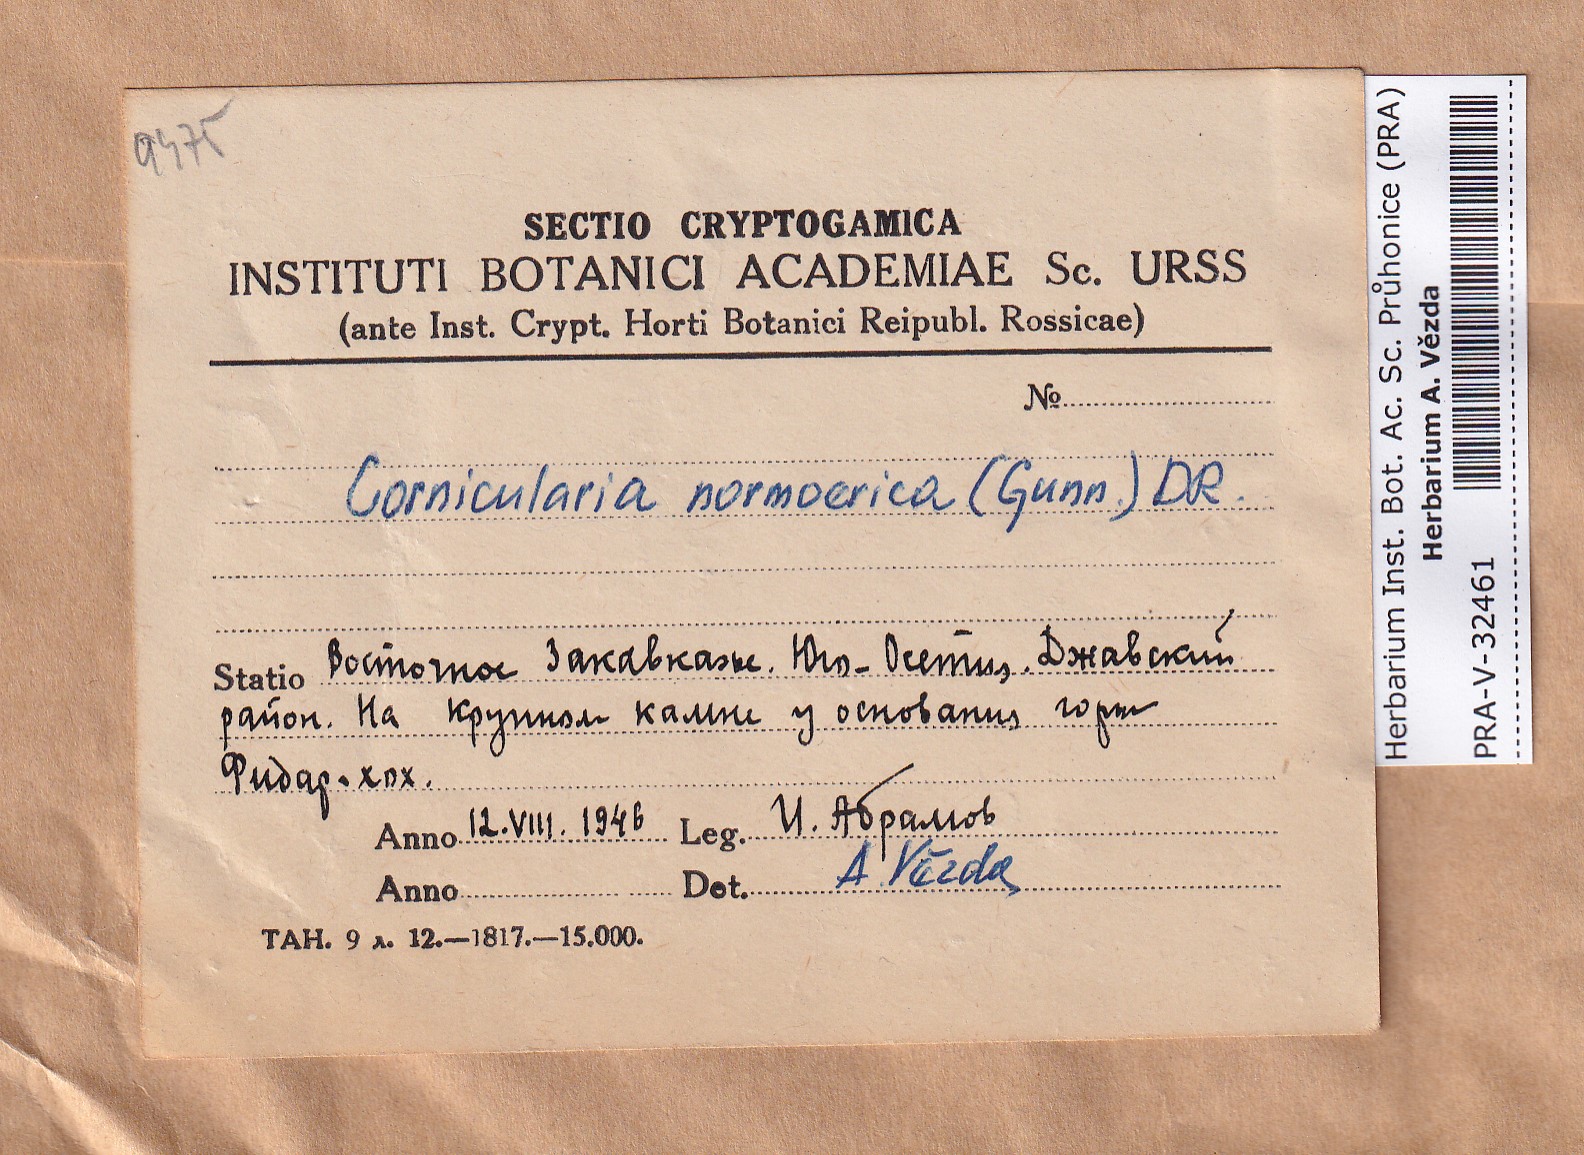 9475
SECTIO CRYPTOGAMICA
INSTITUTI BOTANICI ACADEMIAE Sc. URSS
(ante Inst. Crypt. Horti Botanici Reipubl. Rossicae)
№
Cornicularia normoerica (Gunn.) DR.
Statio Восточное Закавказье. Юго-Осетия, Джавский
район. На крупном камне у основания горы
Фидар-хох.
Anno 12.VIII.1946 Leg. И. Абрамов
Anno Det. A. Vězda
ТАН. 9 л. 12.—1817.—15.000.
Herbarium Inst. Bot. Ac. Sc. Průhonice (PRA)
Herbarium A. Vězda
PRA-V-32461